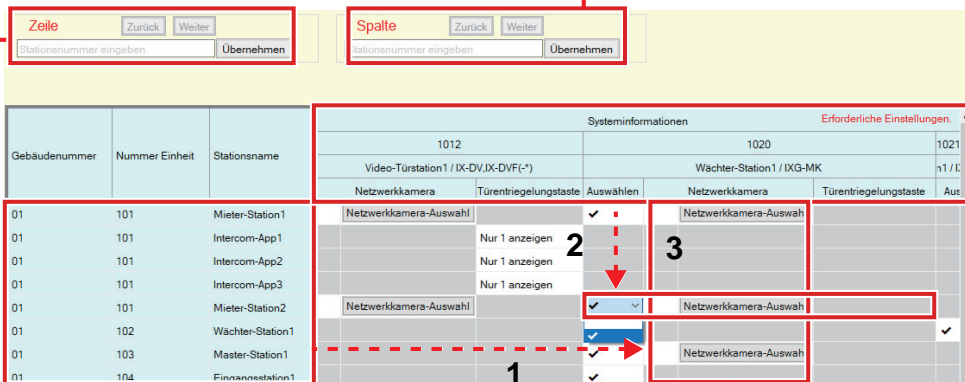 Zeile Zurück Weiter
Stationsnummer eingeben Übernehmen
Spalte Zurück Weiter
Stationsnummer eingeben Übernehmen
Systeminformationen Erforderliche Einstellungen.
Gebäudenummer Nummer Einheit Stationsname
1012 1020 1021
Video-Türstation1 / IX-DV,IX-DVF(-*) Wächter-Station1 / IXG-MK
Netzwerkkamera Türentriegelungstaste Auswählen Netzwerkkamera Türentriegelungstaste Aus
01 101 Mieter-Station1 Netzwerkkamera-Auswahl ✔ Netzwerkkamera-Auswah
01 101 Intercom-App1 Nur 1 anzeigen 2 3
01 101 Intercom-App2 Nur 1 anzeigen
01 101 Intercom-App3 Nur 1 anzeigen
01 101 Mieter-Station2 Netzwerkkamera-Auswahl ✔ Netzwerkkamera-Auswah
01 102 Wächter-Station1 ✔ ✔
01 103 Master-Station1 ✔ Netzwerkkamera-Auswah
01 104 Eingangsstation1 1 ✔